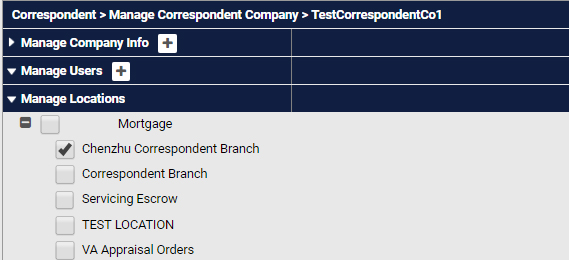 Correspondent > Manage Correspondent Company > TestCorrespondentCo1
Manage Company Info
Manage Users
Manage Locations
Mortgage
Chenzhu Correspondent Branch
Correspondent Branch
Servicing Escrow
TEST LOCATION
VA Appraisal Orders